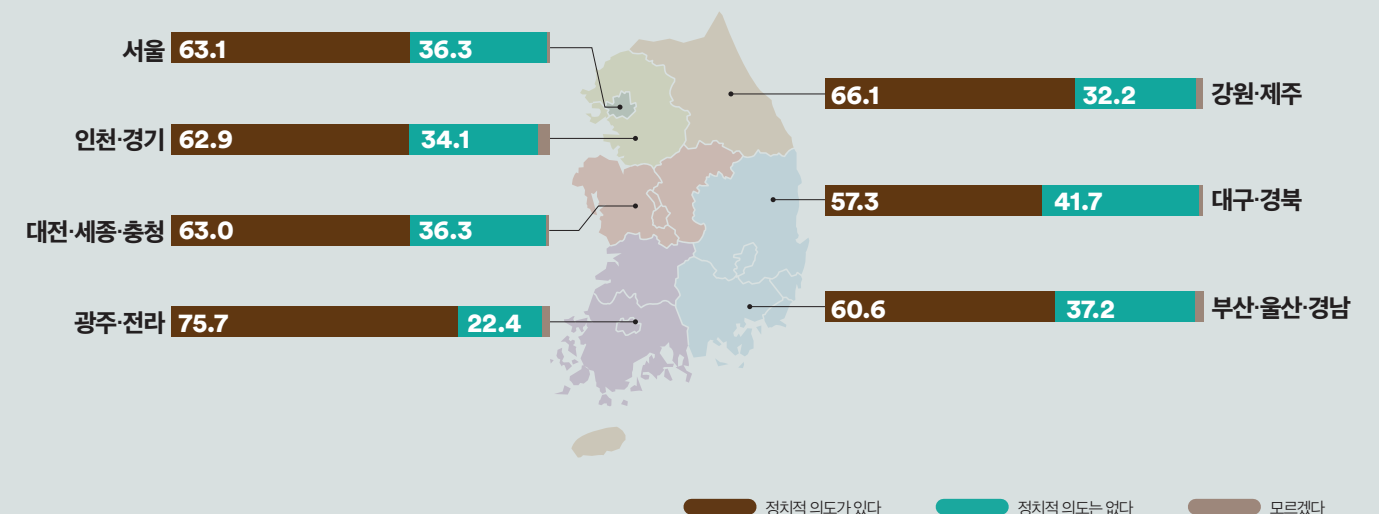 서울 63.1 36.3
인천·경기 62.9 34.1
대전·세종·충청 63.0 36.3
광주·전라 75.7 22.4
66.1 32.2 강원·제주
57.3 41.7 대구·경북
60.6 37.2 부산·울산·경남
정치적 의도가 있다 정치적 의도는 없다 모르겠다